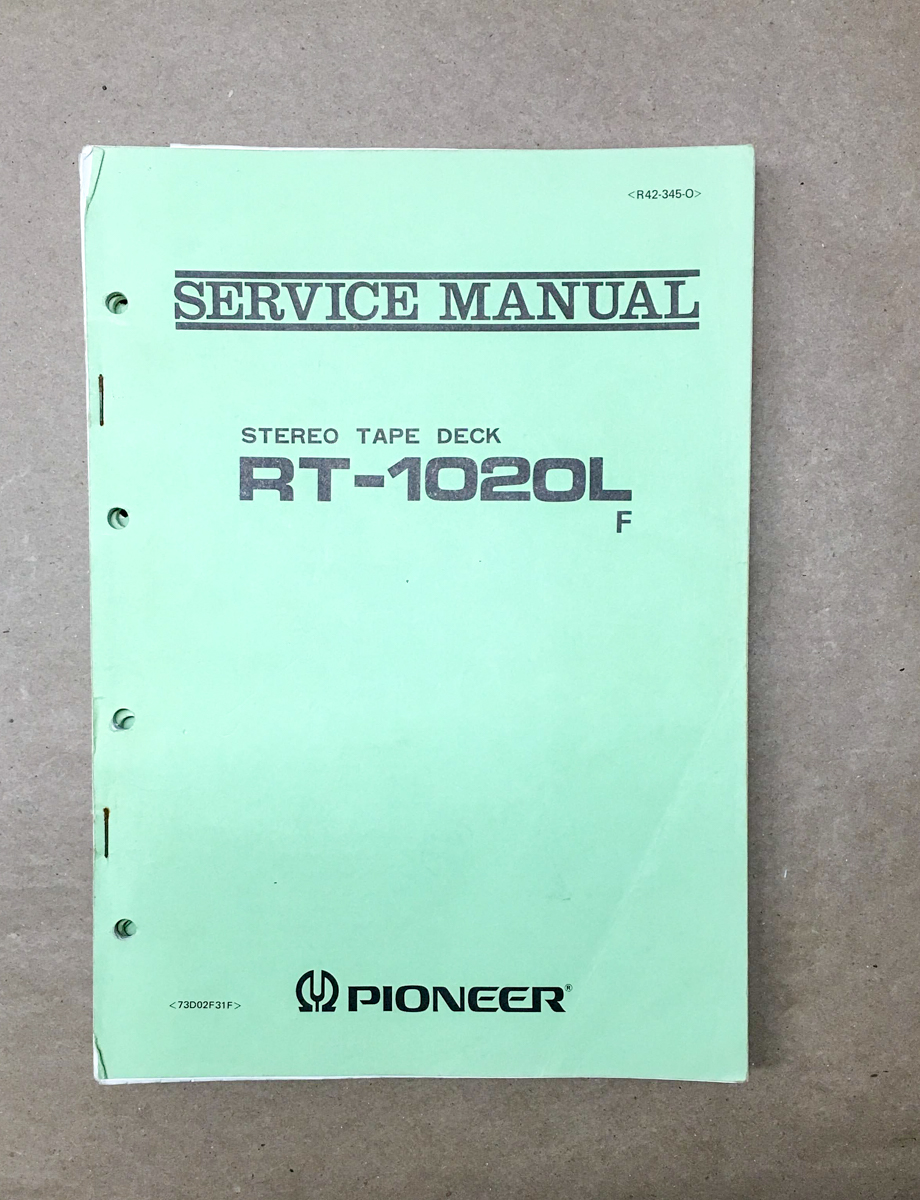 <R42-345-O>
SERVICE MANUAL
STEREO TAPE DECK
RT-1020L
F
<73D02F31F>
PIONEER®